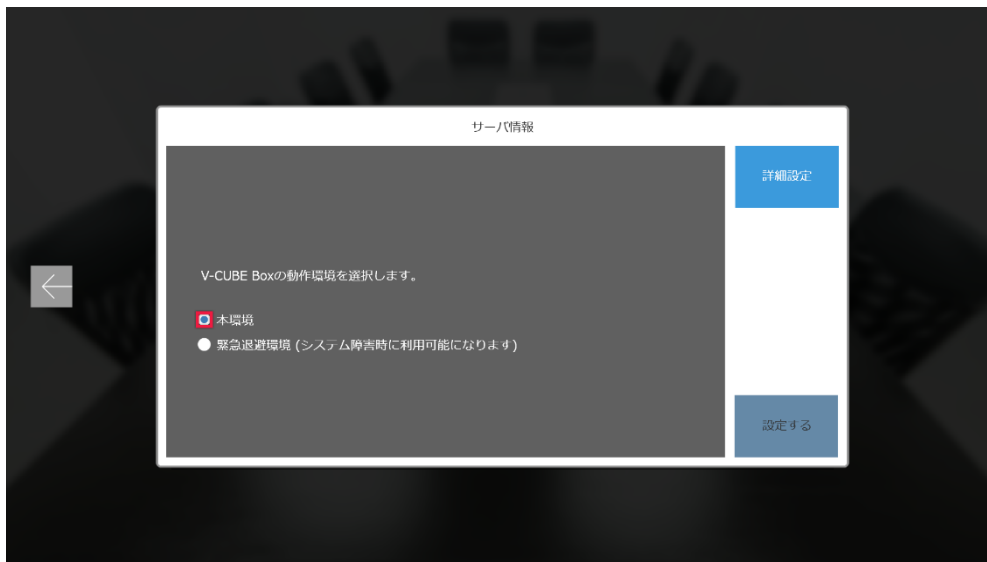 サーバ情報
詳細設定
V-CUBE Boxの動作環境を選択します。
本環境
緊急退避環境 (システム障害時に利用可能になります)
設定する